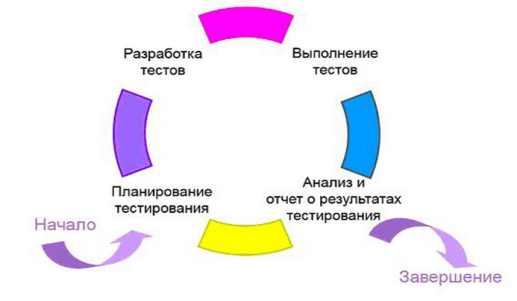 Разработка
тестов
Выполнение
тестов
Планирование
тестирования
Анализ и
отчет о результатах
тестирования
Начало
Завершение